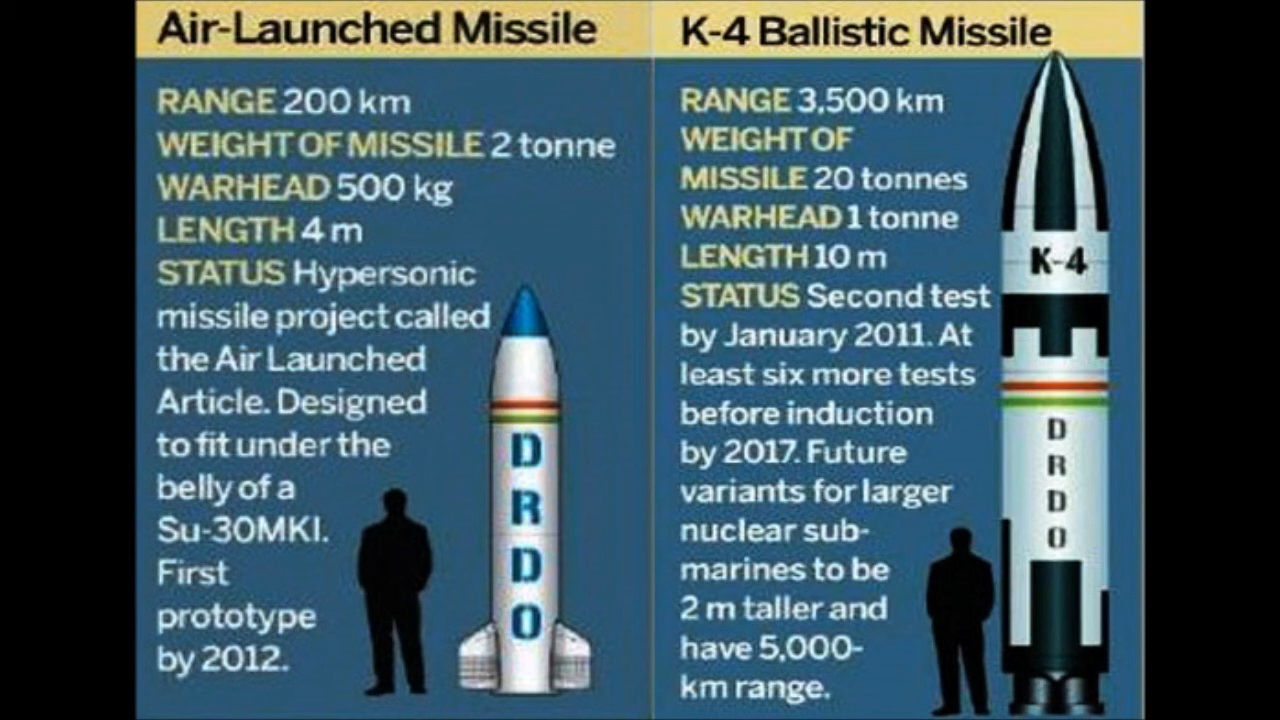 Air-Launched Missile
RANGE 200 km
WEIGHT OF MISSILE 2 tonne
WARHEAD 500 kg
LENGTH 4 m
STATUS Hypersonic
missile project called
the Air Launched
Article. Designed
to fit under the
belly of a
Su-30MKI.
First
prototype
by 2012.
D
R
D
O
K-4 Ballistic Missile
RANGE 3,500 km
WEIGHT OF
MISSILE 20 tonnes
WARHEAD 1 tonne
LENGTH 10 m
STATUS Second test
by January 2011. At
least six more tests
before induction
by 2017. Future
variants for larger
nuclear sub-
marines to be
2 m taller and
have 5,000-
km range.
K-4
D
R
D
O